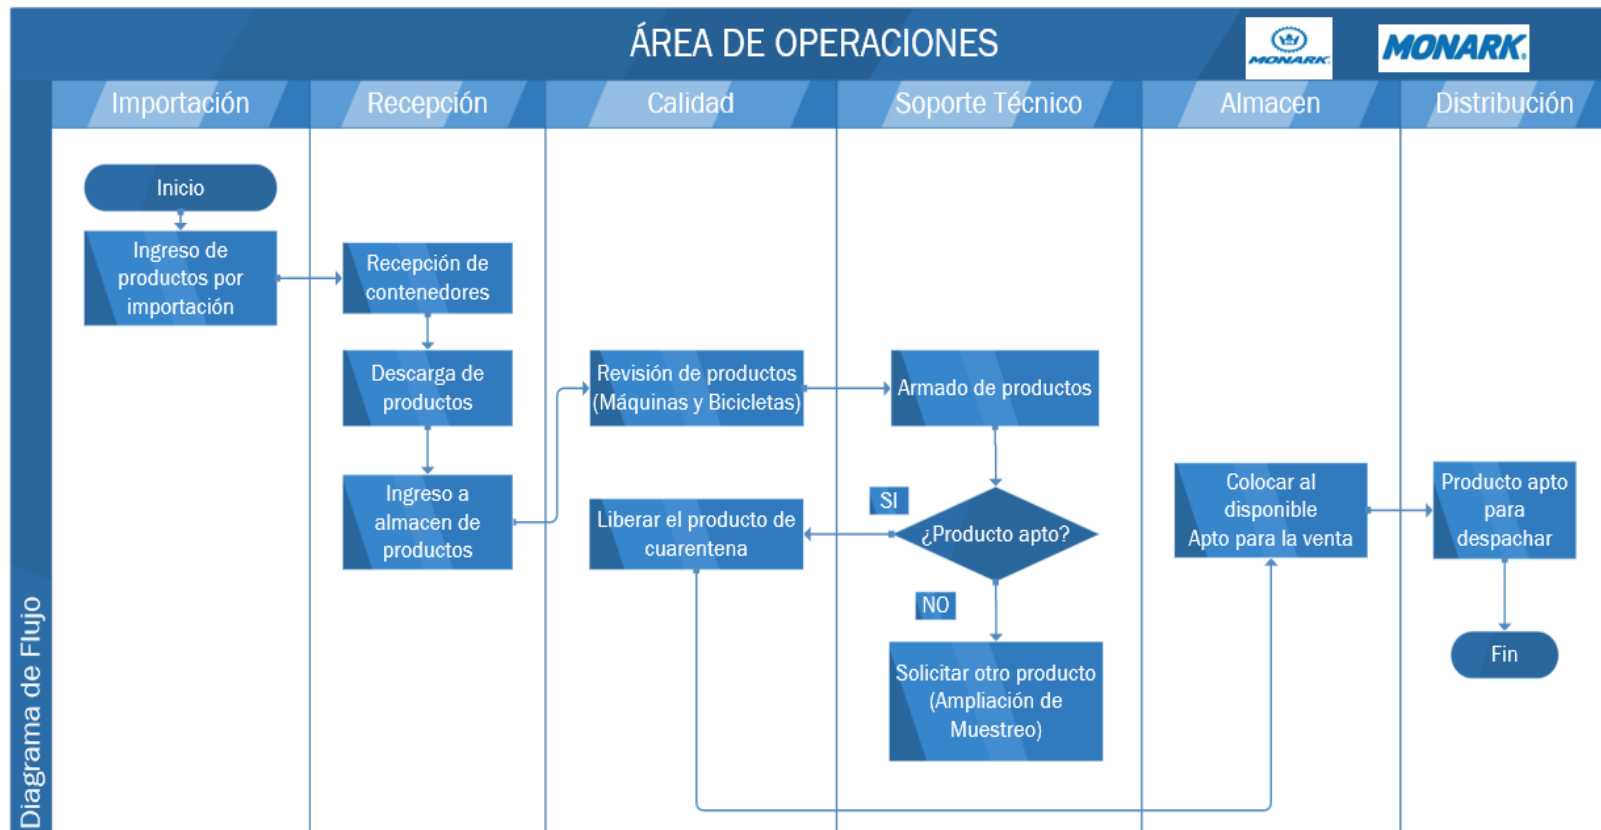 ÁREA DE OPERACIONES
MONARK
MONARK.
Importación
Recepción
Calidad
Soporte Técnico
Almacen
Distribución
Diagrama de Flujo
Inicio
Ingreso de
productos por
importación
Recepción de
contenedores
Descarga de
productos
Ingreso a
almacen de
productos
Revisión de productos
(Máquinas y Bicicletas)
Armado de productos
¿Producto apto?
SI
Liberar el producto de
cuarentena
NO
Solicitar otro producto
(Ampliación de
Muestreo)
Colocar al
disponible
Apto para la venta
Producto apto
para
despachar
Fin